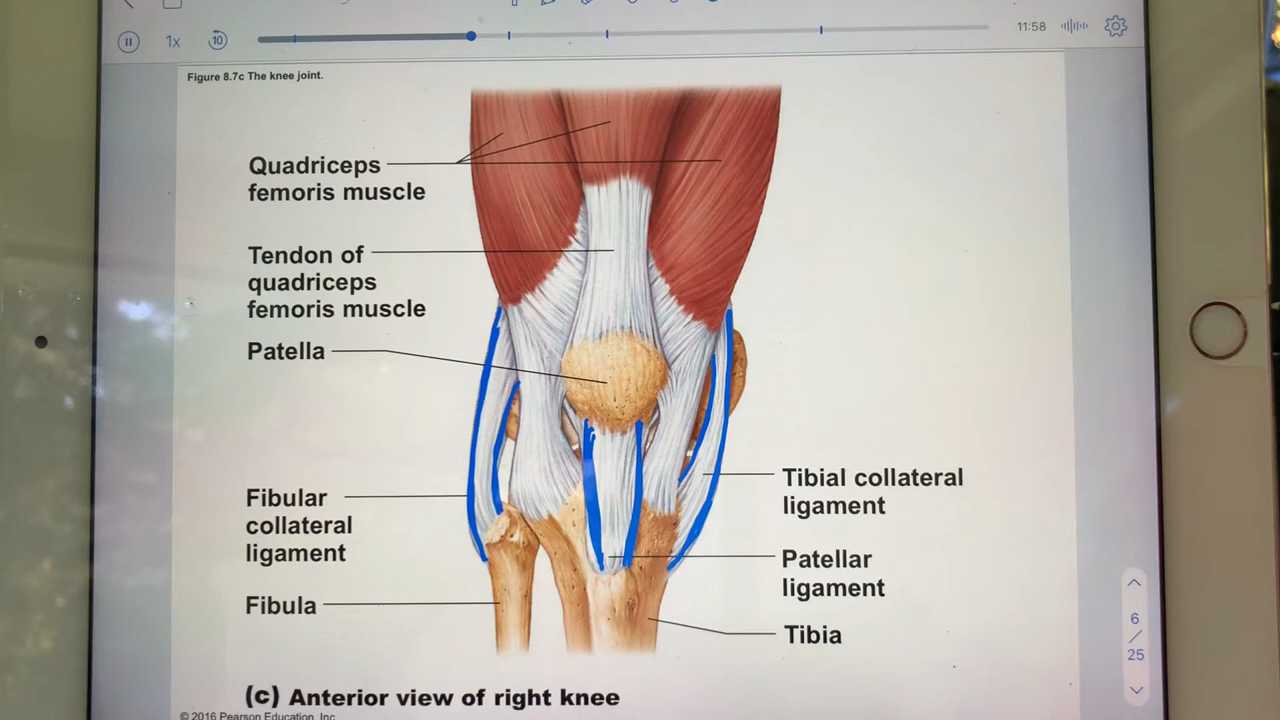 1x
10
11:58
Figure 8.7c The knee joint.
Quadriceps
femoris muscle
Tendon of
quadriceps
femoris muscle
Patella
Fibular
collateral
ligament
Fibula
Tibial collateral
ligament
Patellar
ligament
Tibia
6
/
25
(c) Anterior view of right knee
© 2016 Pearson Education, Inc.